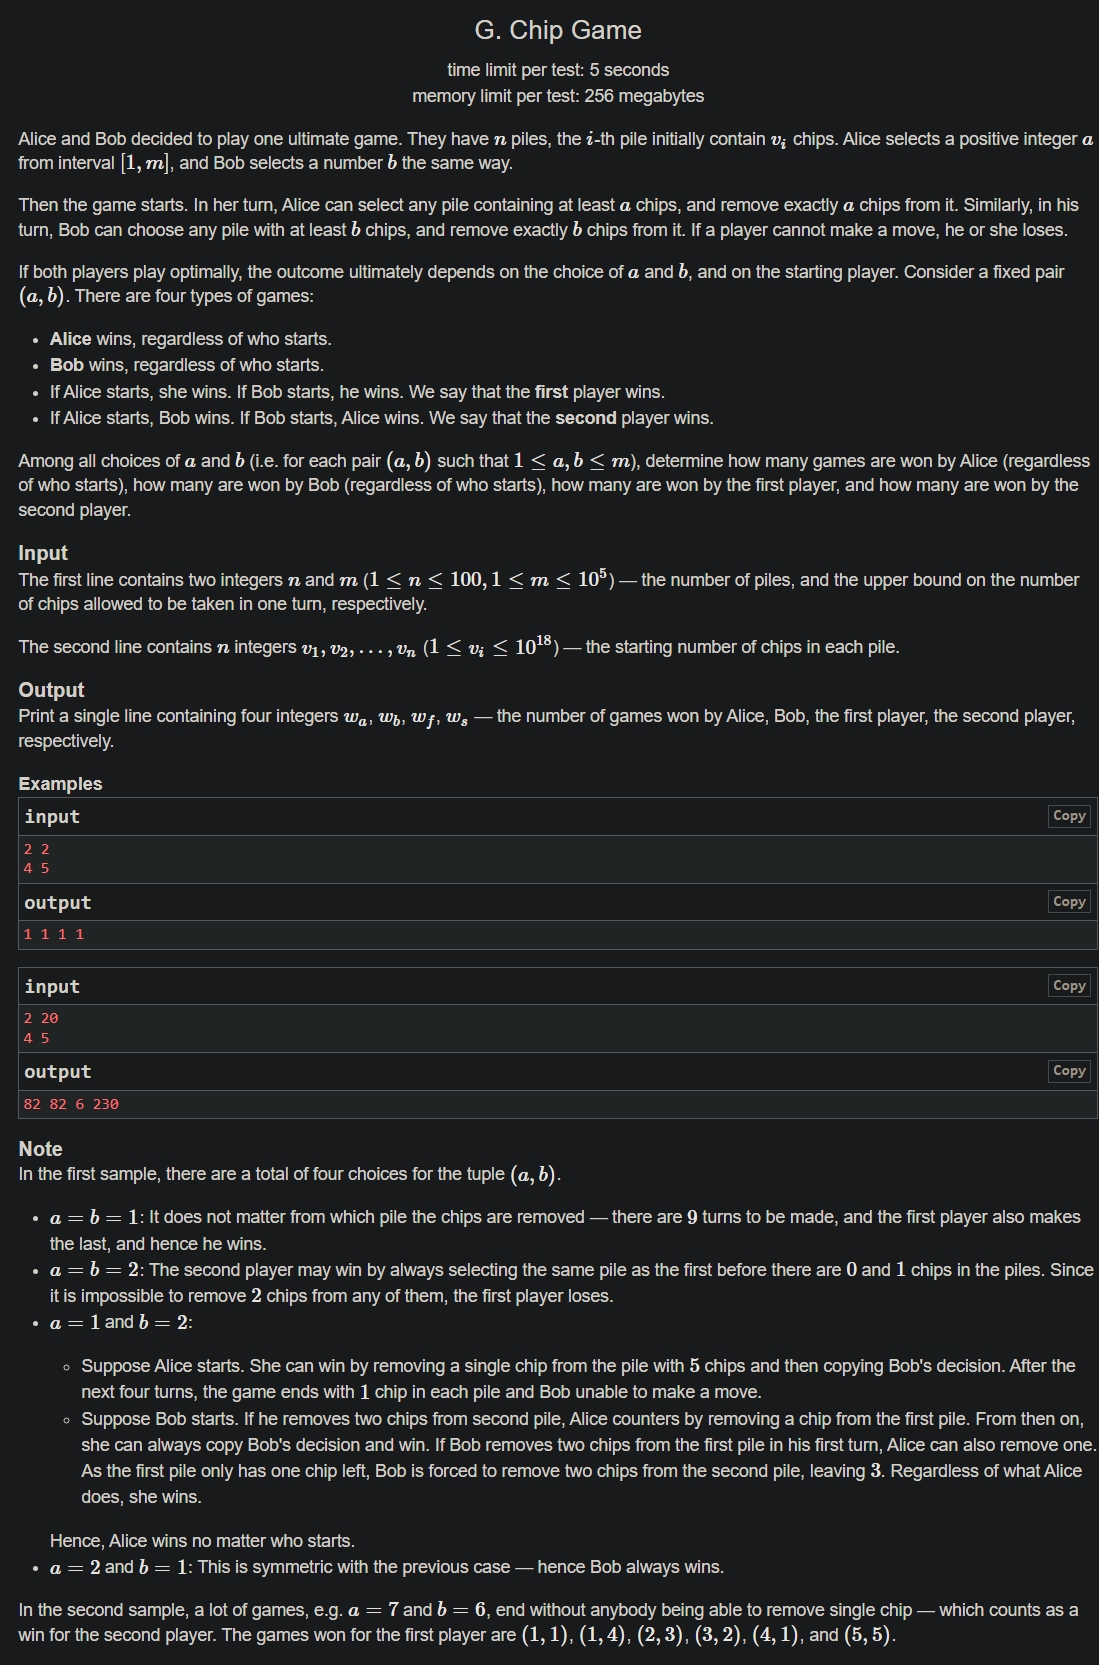 G. Chip Game
time limit per test: 5 seconds
memory limit per test: 256 megabytes
Alice and Bob decided to play one ultimate game. They have n piles, the i-th pile initially contain v_i chips. Alice selects a positive integer a
from interval [1, m], and Bob selects a number b the same way.
Then the game starts. In her turn, Alice can select any pile containing at least a chips, and remove exactly a chips from it. Similarly, in his
turn, Bob can choose any pile with at least b chips, and remove exactly b chips from it. If a player cannot make a move, he or she loses.
If both players play optimally, the outcome ultimately depends on the choice of a and b, and on the starting player. Consider a fixed pair
(a, b). There are four types of games:
• Alice wins, regardless of who starts.
• Bob wins, regardless of who starts.
• If Alice starts, she wins. If Bob starts, he wins. We say that the first player wins.
• If Alice starts, Bob wins. If Bob starts, Alice wins. We say that the second player wins.
Among all choices of a and b (i.e. for each pair (a, b) such that 1 ≤ a, b ≤ m), determine how many games are won by Alice (regardless
of who starts), how many are won by Bob (regardless of who starts), how many are won by the first player, and how many are won by the
second player.
Input
The first line contains two integers n and m (1 ≤ n ≤ 100, 1 ≤ m ≤ 10^5) — the number of piles, and the upper bound on the number
of chips allowed to be taken in one turn, respectively.
The second line contains n integers v_1, v_2, . . . , v_n (1 ≤ v_i ≤ 10^18) — the starting number of chips in each pile.
Output
Print a single line containing four integers w_a, w_b, w_f, w_s — the number of games won by Alice, Bob, the first player, the second player,
respectively.
Examples
input Copy
2 2
4 5
output Copy
1 1 1 1
input Copy
2 20
4 5
output Copy
82 82 6 230
Note
In the first sample, there are a total of four choices for the tuple (a, b).
• a = b = 1: It does not matter from which pile the chips are removed — there are 9 turns to be made, and the first player also makes
the last, and hence he wins.
• a = b = 2: The second player may win by always selecting the same pile as the first before there are 0 and 1 chips in the piles. Since
it is impossible to remove 2 chips from any of them, the first player loses.
• a = 1 and b = 2:
◦ Suppose Alice starts. She can win by removing a single chip from the pile with 5 chips and then copying Bob's decision. After the
next four turns, the game ends with 1 chip in each pile and Bob unable to make a move.
◦ Suppose Bob starts. If he removes two chips from second pile, Alice counters by removing a chip from the first pile. From then on,
she can always copy Bob's decision and win. If Bob removes two chips from the first pile in his first turn, Alice can also remove one.
As the first pile only has one chip left, Bob is forced to remove two chips from the second pile, leaving 3. Regardless of what Alice
does, she wins.
Hence, Alice wins no matter who starts.
• a = 2 and b = 1: This is symmetric with the previous case — hence Bob always wins.
In the second sample, a lot of games, e.g. a = 7 and b = 6, end without anybody being able to remove single chip — which counts as a
win for the second player. The games won for the first player are (1, 1), (1, 4), (2, 3), (3, 2), (4, 1), and (5, 5).